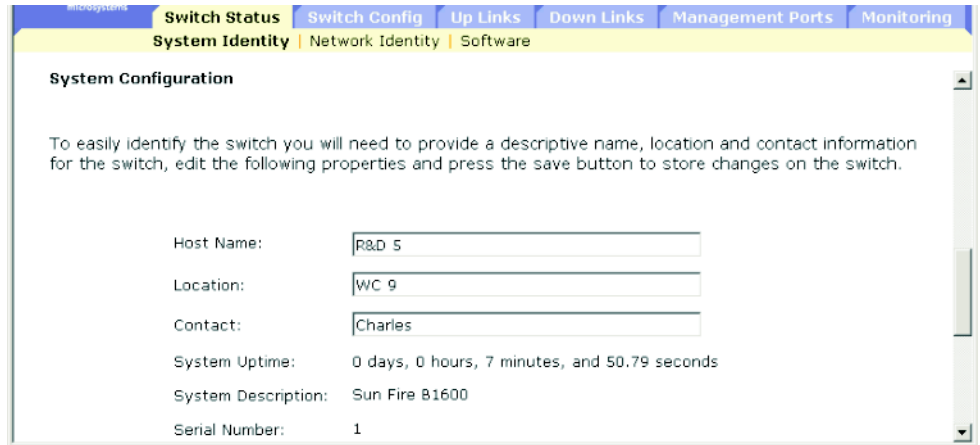 microsystems
Switch Status Switch Config Up Links Down Links Management Ports Monitoring
System Identity | Network Identity | Software
System Configuration
To easily identify the switch you will need to provide a descriptive name, location and contact information
for the switch, edit the following properties and press the save button to store changes on the switch.
Host Name: R&D 5
Location: WC 9
Contact: Charles
System Uptime: 0 days, 0 hours, 7 minutes, and 50.79 seconds
System Description: Sun Fire B1600
Serial Number: 1